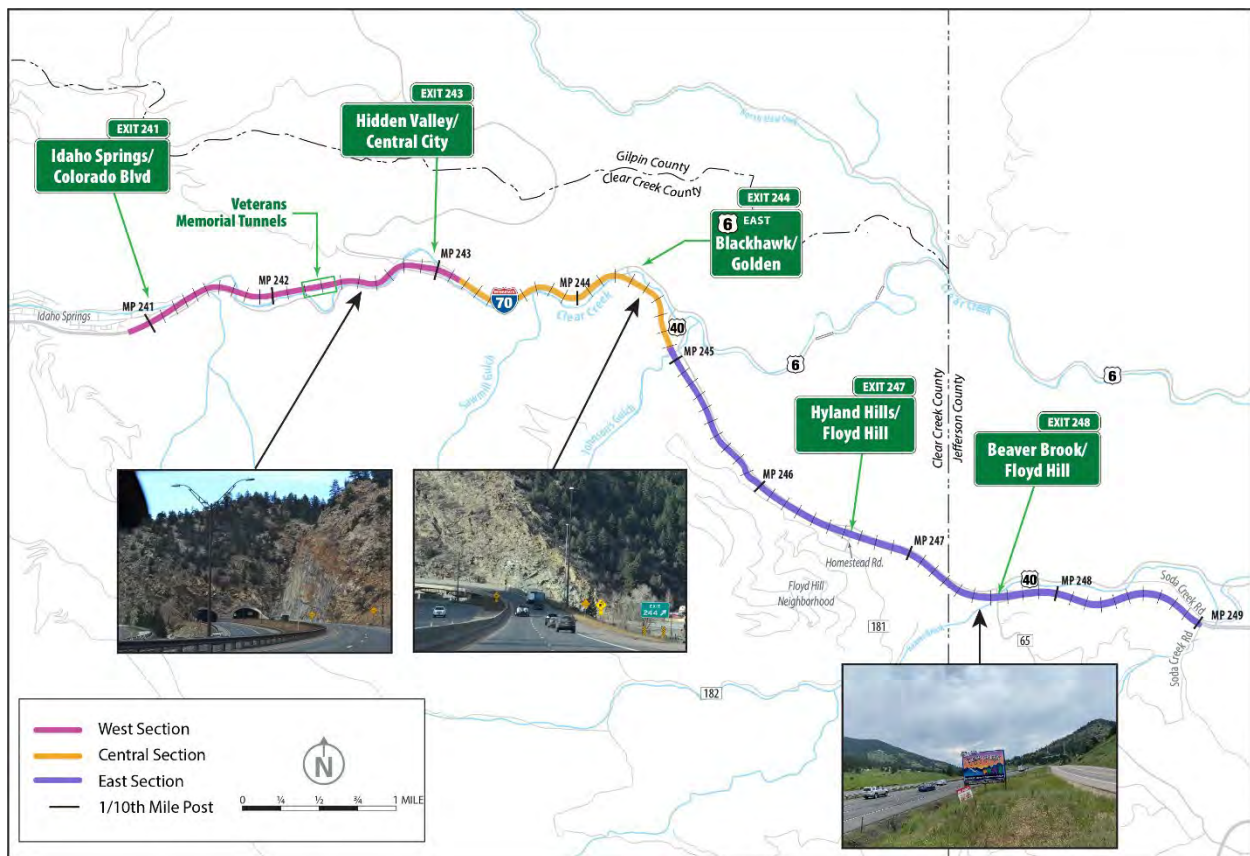 EXIT 241
Idaho Springs/
Colorado Blvd
EXIT 243
Hidden Valley/
Central City
Veterans
Memorial Tunnels
Gilpin County
Clear Creek County
EXIT 244
6 EAST
Blackhawk/
Golden
MP 241
MP 242
MP 243
MP 244
Idaho Springs
INTERSTATE
70
Clear Creek
Clear Creek
40
MP 245
6
6
Sawmill Gulch
Johnson Gulch
Clear Creek County
Jefferson County
EXIT 247
Hyland Hills/
Floyd Hill
EXIT 248
Beaver Brook/
Floyd Hill
MP 246
MP 247
Homestead Rd.
Floyd Hill
Neighborhood
40
MP 248
Soda Creek Rd
MP 249
Soda Creek Rd
181
65
182
EXIT
244
West Section
Central Section
East Section
1/10th Mile Post
N
0 ¼ ½ ¾ 1 MILE